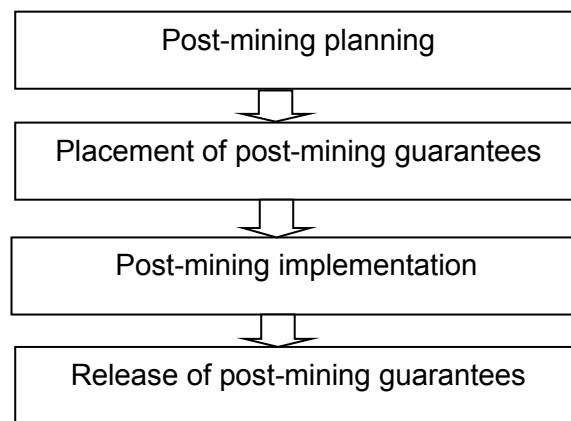 Post-mining planning
Placement of post-mining guarantees
Post-mining implementation
Release of post-mining guarantees